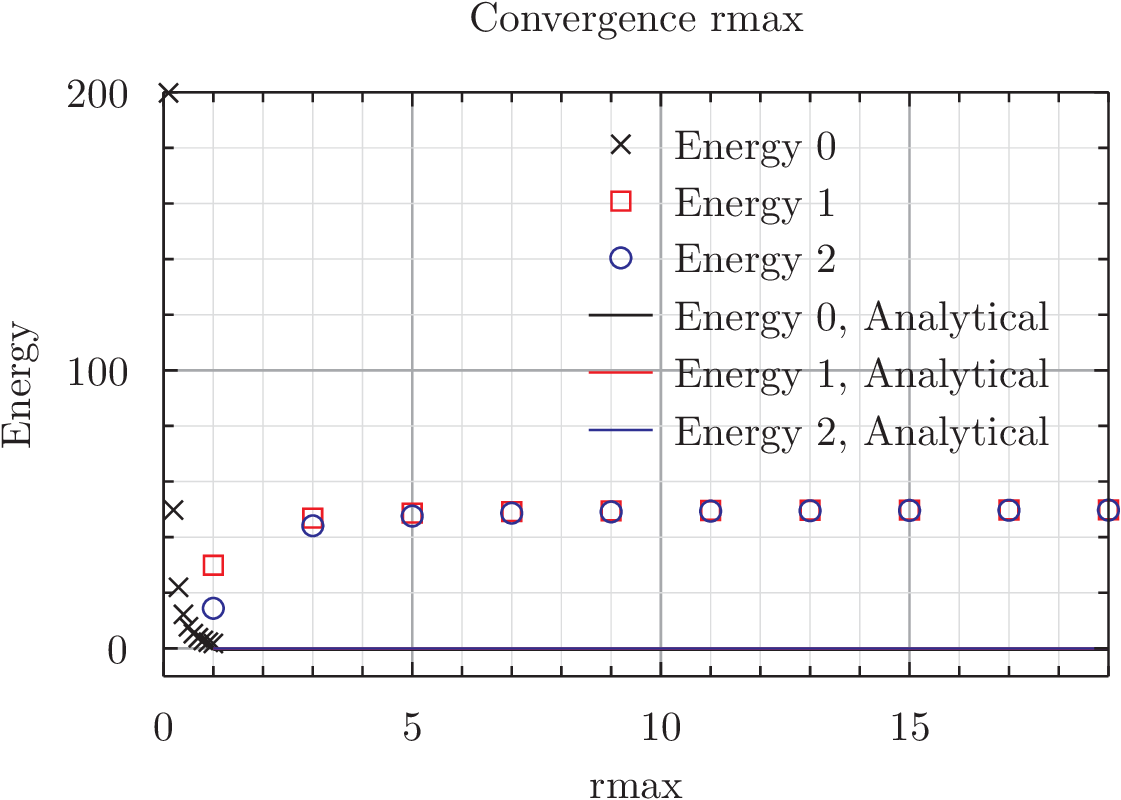 Convergence rmax
200
100
0
Energy
Energy 0
Energy 1
Energy 2
Energy 0, Analytical
Energy 1, Analytical
Energy 2, Analytical
0 5 10 15
rmax